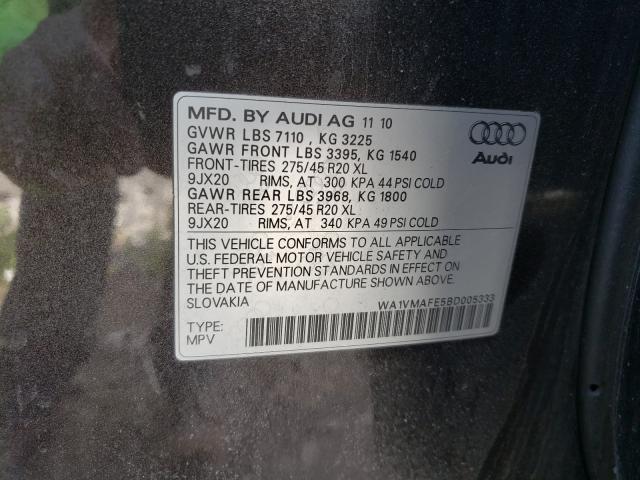 MFD. BY AUDI AG 11 10
GVWR LBS 7110 , KG 3225
GAWR FRONT LBS 3395, KG 1540
FRONT-TIRES 275/45 R20 XL
9JX20 RIMS, AT 300 KPA 44 PSI COLD
GAWR REAR LBS 3968, KG 1800
REAR-TIRES 275/45 R20 XL
9JX20 RIMS, AT 340 KPA 49 PSI COLD
Audi
THIS VEHICLE CONFORMS TO ALL APPLICABLE
U.S. FEDERAL MOTOR VEHICLE SAFETY AND
THEFT PREVENTION STANDARDS IN EFFECT ON
THE DATE OF MANUFACTURE SHOWN ABOVE.
SLOVAKIA
WA1VMAFE5BD005333
TYPE:
MPV